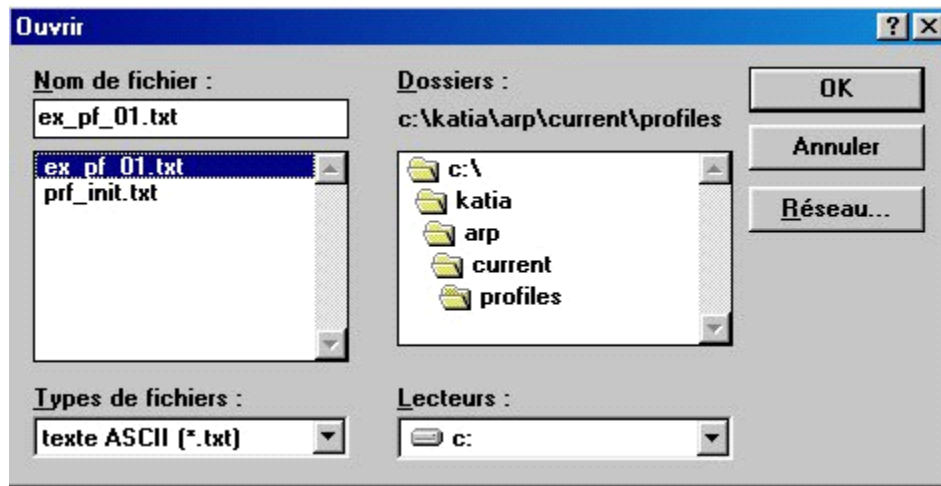 Ouvrir
Nom de fichier :
ex_pf_01.txt
ex_pf_01.txt
prf_init.txt
Types de fichiers :
texte ASCII (*.txt)
Dossiers :
c:\katia\arp\current\profiles
c:\
katia
arp
current
profiles
Lecteurs :
c:
OK
Annuler
Réseau...